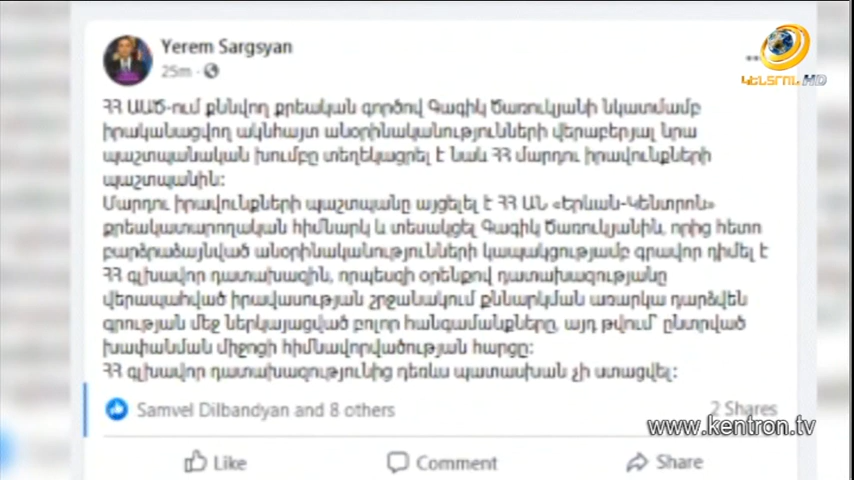 Yerem Sargsyan
25m
ԿԵՆՏՐՈՆ HD
ՀՀ ԱԱԾ-ում քննվող քրեական գործով Գագիկ Ծառուկյանի նկատմամբ
իրականացվող ակնհայտ անօրինականությունների վերաբերյալ նրա
պաշտպանական խումբը տեղեկացրել է նաև ՀՀ մարդու իրավունքների
պաշտպանին:
Մարդու իրավունքների պաշտպանը այցելել է ՀՀ ԱՆ «Երևան-Կենտրոն»
քրեակատարողական հիմնարկ և տեսակցել Գագիկ Ծառուկյանին, որից հետո
բարձրաձայնված անօրինականությունների կապակցությամբ գրավոր դիմել է
ՀՀ գլխավոր դատախազին, որպեսզի օրենքով դատախազությանը
վերապահված իրավասության շրջանակում քննարկման առարկա դարձվեն
գրության մեջ ներկայացված բոլոր հանգամանքները, այդ թվում՝ ընտրված
խափանման միջոցի հիմնավորվածության հարցը:
ՀՀ գլխավոր դատախազությունից դեռևս պատասխան չի ստացվել:
Samvel Dilbandyan and 8 others
2 Shares
www.kentron.tv
Like
Comment
Share